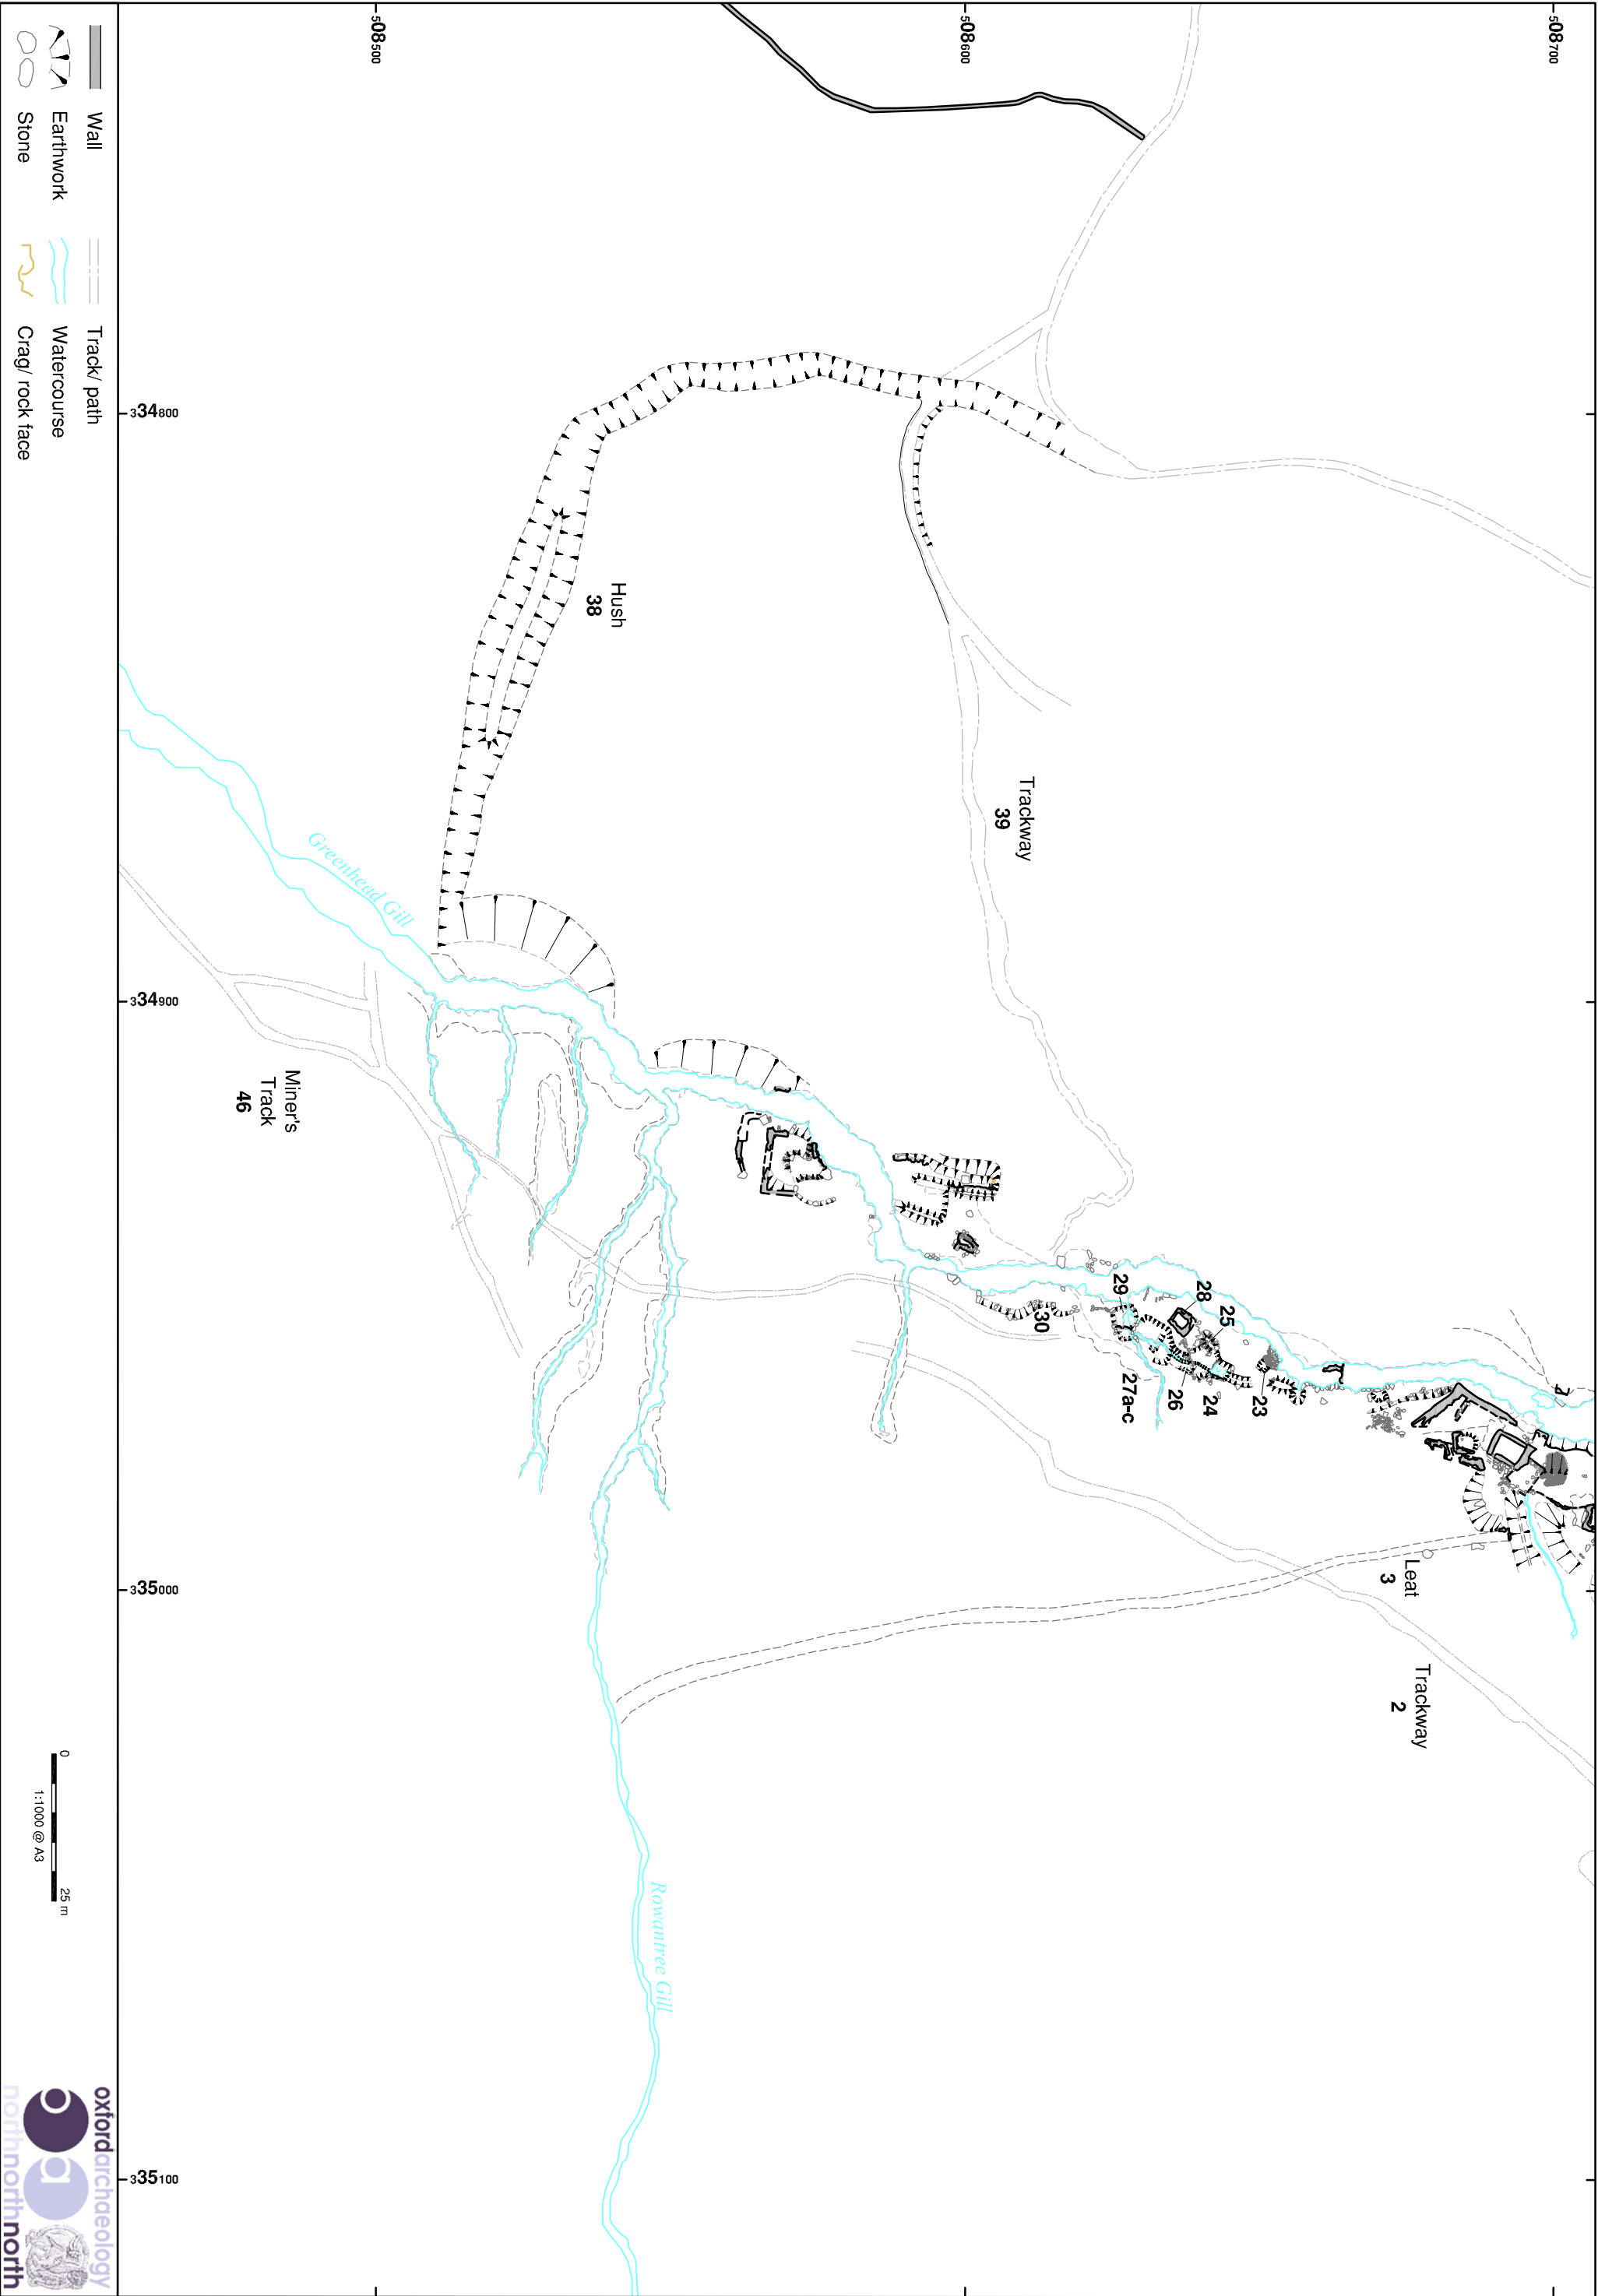 508700
508600
508500
334800
334900
335000
335100
Hush
38
Trackway
39
Greenhead Gill
Miner's
Track
46
30
29
28
25
27a-c
26
24
23
Leat
3
Trackway
2
Rowantree Gill
Wall
Track/ path
Earthwork
Watercourse
Stone
Crag/ rock face
0
25 m
1:1000 @ A3
oxfordarchaeology
northnorthnorth